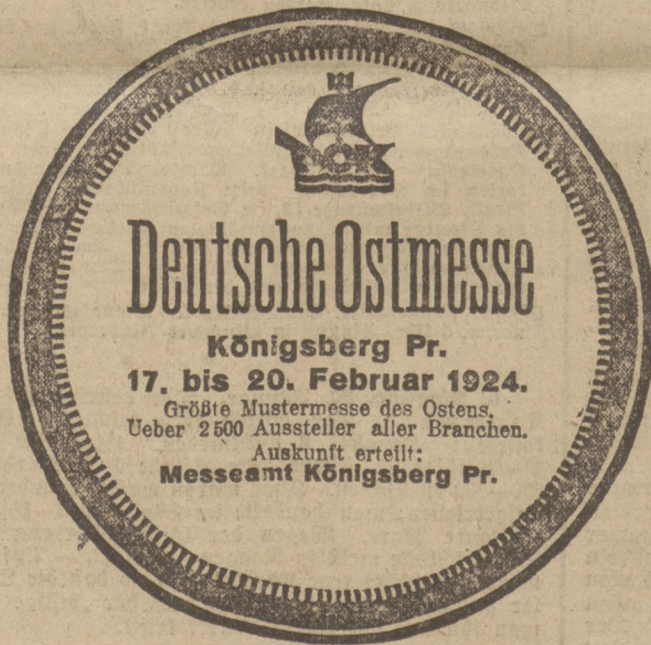 Deutsche Ostmesse
Königsberg Pr.
17. bis 20. Februar 1924.
Größte Mustermesse des Ostens.
Ueber 2500 Aussteller aller Branchen.
Auskunft erteilt:
Messeamt Königsberg Pr.